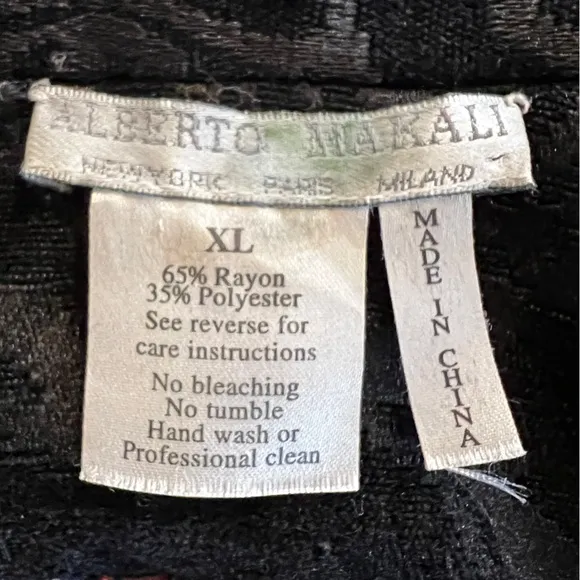 ALBERTO MAKALI
NEW YORK PARIS MILANO
XL
65% Rayon
35% Polyester
See reverse for
care instructions
No bleaching
No tumble
Hand wash or
Professional clean
MADE IN CHINA